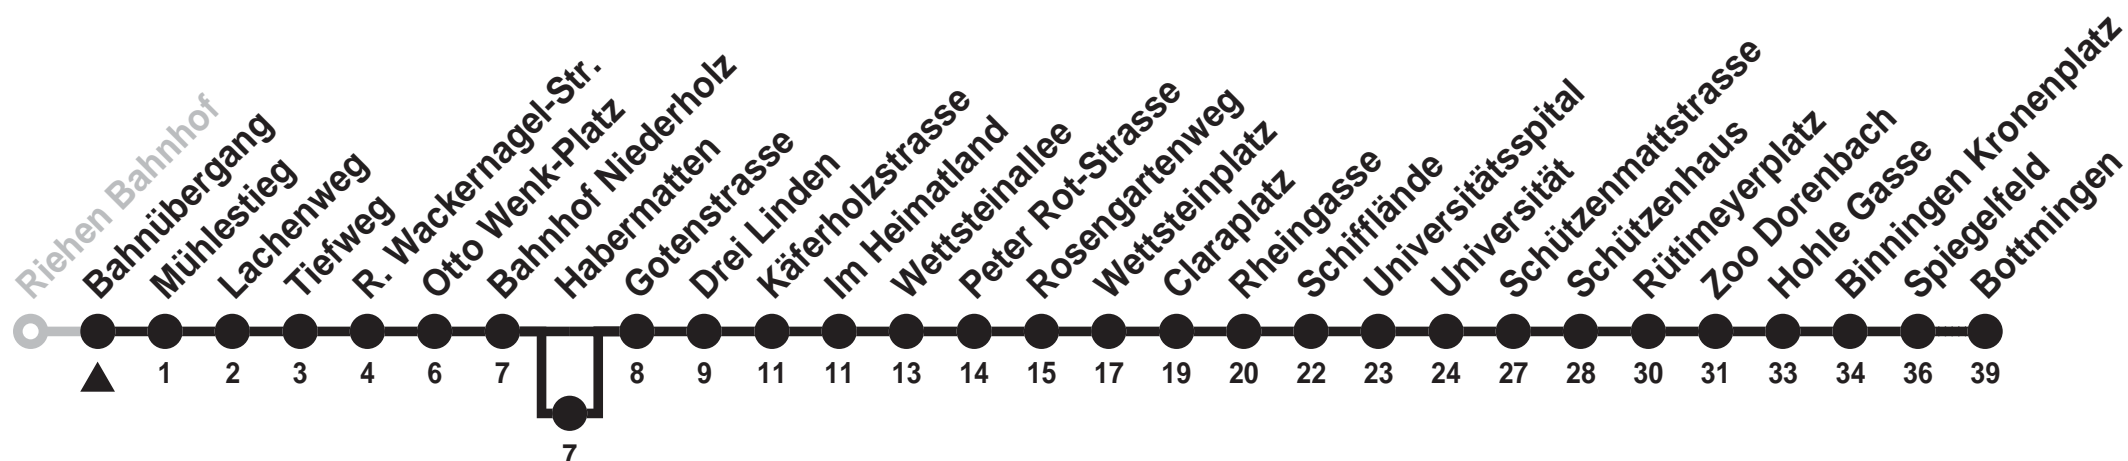 Riehen Bahnhof
Bahnübergang
Mühlestieg
Lachenweg
Tiefweg
R. Wackernagel-Str.
Otto Wenk-Platz
Bahnhof Niederholz
Habermatten
Gotenstrasse
Drei Linden
Käferholzstrasse
Im Heimatland
Wettsteinallee
Peter Rot-Strasse
Rosengartenweg
Wettsteinplatz
Claraplatz
Rheingasse
Schifflände
Universitätsspital
Universität
Schützenmattstrasse
Schützenhaus
Rütimeyerplatz
Zoo Dorenbach
Hohle Gasse
Binningen Kronenplatz
Spiegelfeld
Bottmingen
1 2 3 4 6 7 8 9 11 11 13 14 15 17 19 20 22 23 24 27 28 30 31 33 34 36 39
7